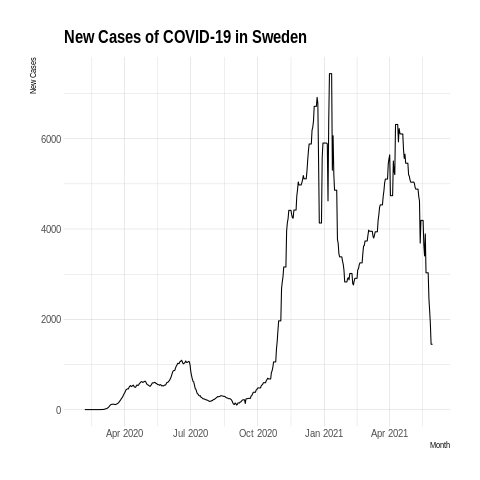 New Cases of COVID-19 in Sweden
New Cases
6000
4000
2000
0
Apr 2020 Jul 2020 Oct 2020 Jan 2021 Apr 2021
Month